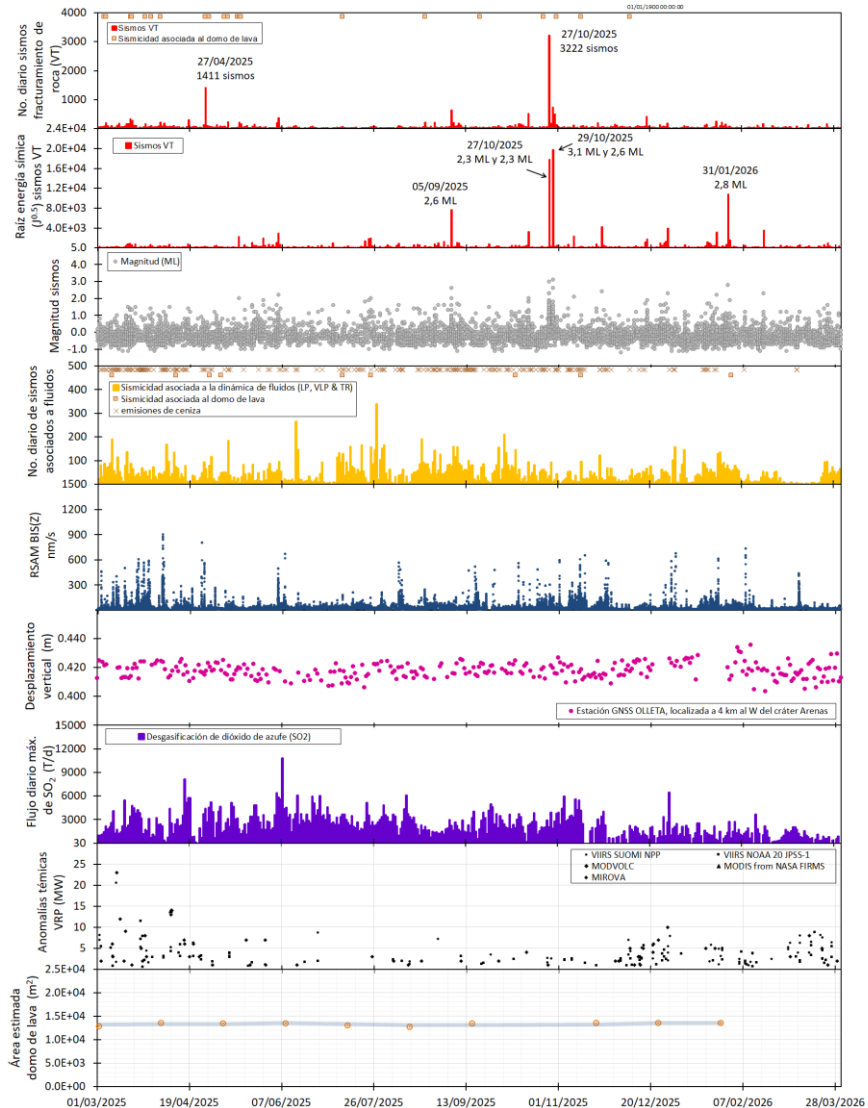 01/01/1900 00:00:00
No. diario sismos
fracturamiento de
roca (VT)
4000
3000
2000
1000
Sismos VT
Sismicidad asociada al domo de lava
27/04/2025
1411 sismos
27/10/2025
3222 sismos
Raiz energía símica
(J⁰·⁵) sismos VT
2.4E+04
2.0E+04
1.6E+04
1.2E+04
8.0E+03
4.0E+03
Sismos VT
05/09/2025
2,6 ML
27/10/2025
2,3 ML y 2,3 ML
29/10/2025
3,1 ML y 2,6 ML
31/01/2026
2,8 ML
Magnitud sismos
5.0
4.0
3.0
2.0
1.0
0.0
-1.0
Magnitud (ML)
No. diario de sismos
asociados a fluidos
500
400
300
200
100
Sismicidad asociada a la dinámica de fluidos (LP, VLP & TR)
Sismicidad asociada al domo de lava
emisiones de ceniza
RSAM BIS(Z)
nm/s
1500
1200
900
600
300
Desplazamiento
vertical (m)
0.440
0.420
0.400
Estación GNSS OLLETA, localizada a 4 km al W del cráter Arenas
Flujo diario máx.
de SO₂ (T/d)
15000
12000
9000
6000
3000
Desgasificación de dióxido de azufe (SO2)
Anomalías témicas
VRP (MW)
30
25
20
15
10
5
VIIRS SUOMI NPP
VIIRS NOAA 20 JPSS-1
MODVOLC
MODIS from NASA FIRMS
MIROVA
Área estimada
domo de lava (m²)
2.5E+04
2.0E+04
1.5E+04
1.0E+04
5.0E+03
0.0E+00
01/03/2025
19/04/2025
07/06/2025
26/07/2025
13/09/2025
01/11/2025
20/12/2025
07/02/2026
28/03/2026